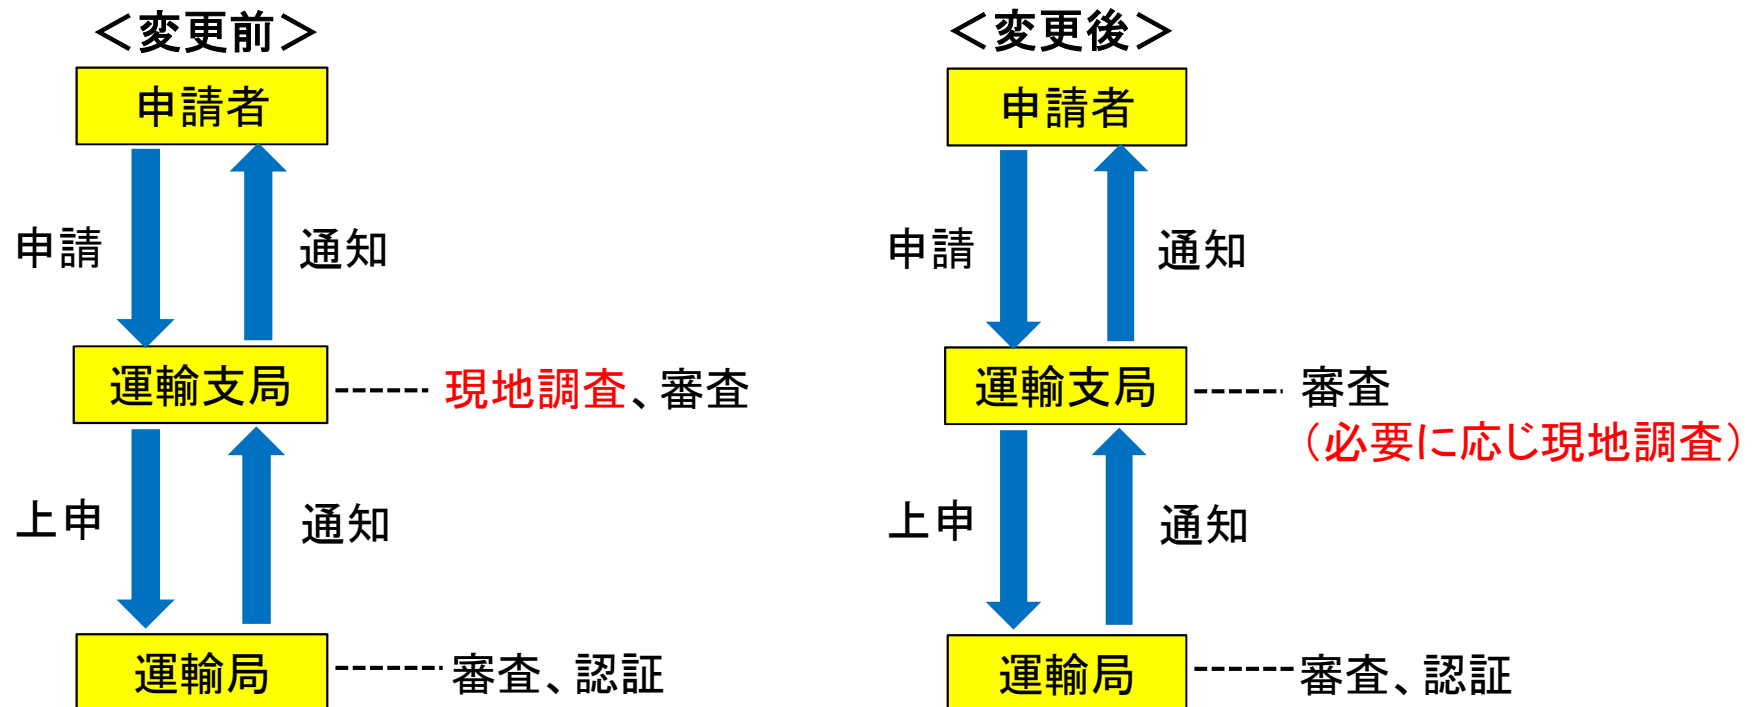 ＜変更前＞
申請者
申請
通知
運輸支局
現地調査、審査
上申
通知
運輸局
審査、認証
＜変更後＞
申請者
申請
通知
運輸支局
審査
（必要に応じ現地調査）
上申
通知
運輸局
審査、認証